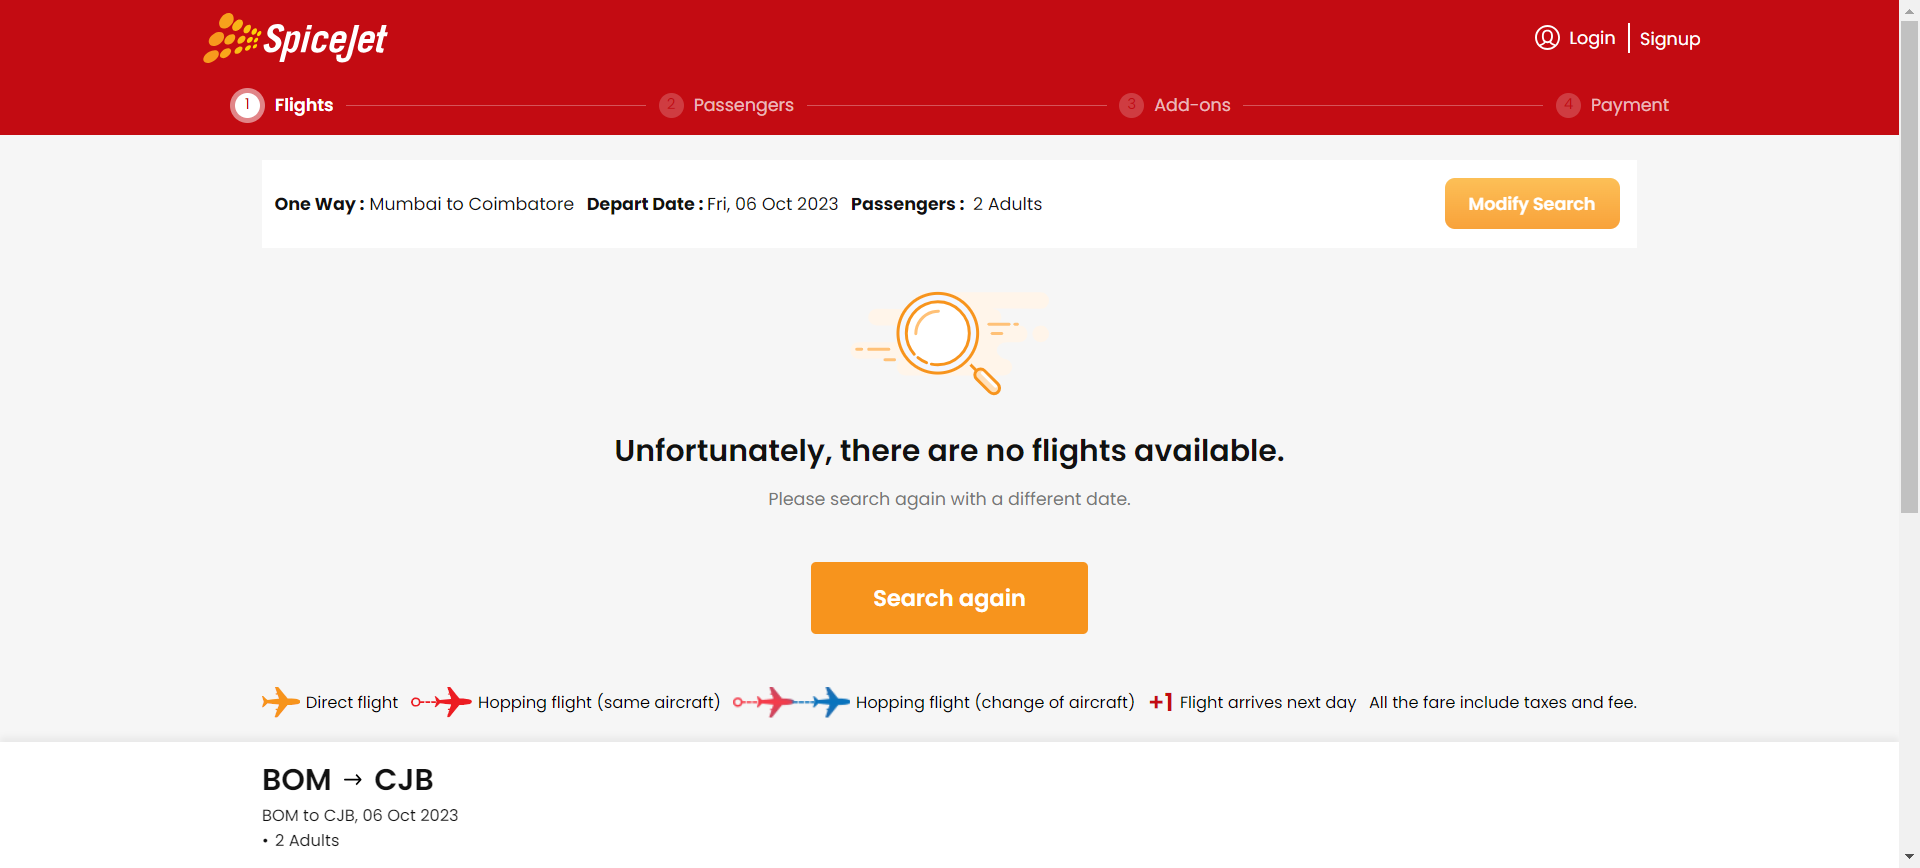 SpiceJet
Login
Signup
1 Flights
2 Passengers
3 Add-ons
4 Payment
One Way : Mumbai to Coimbatore Depart Date : Fri, 06 Oct 2023 Passengers : 2 Adults
Modify Search
Unfortunately, there are no flights available.
Please search again with a different date.
Search again
Direct flight Hopping flight (same aircraft) Hopping flight (change of aircraft) +1 Flight arrives next day All the fare include taxes and fee.
BOM → CJB
BOM to CJB, 06 Oct 2023
• 2 Adults